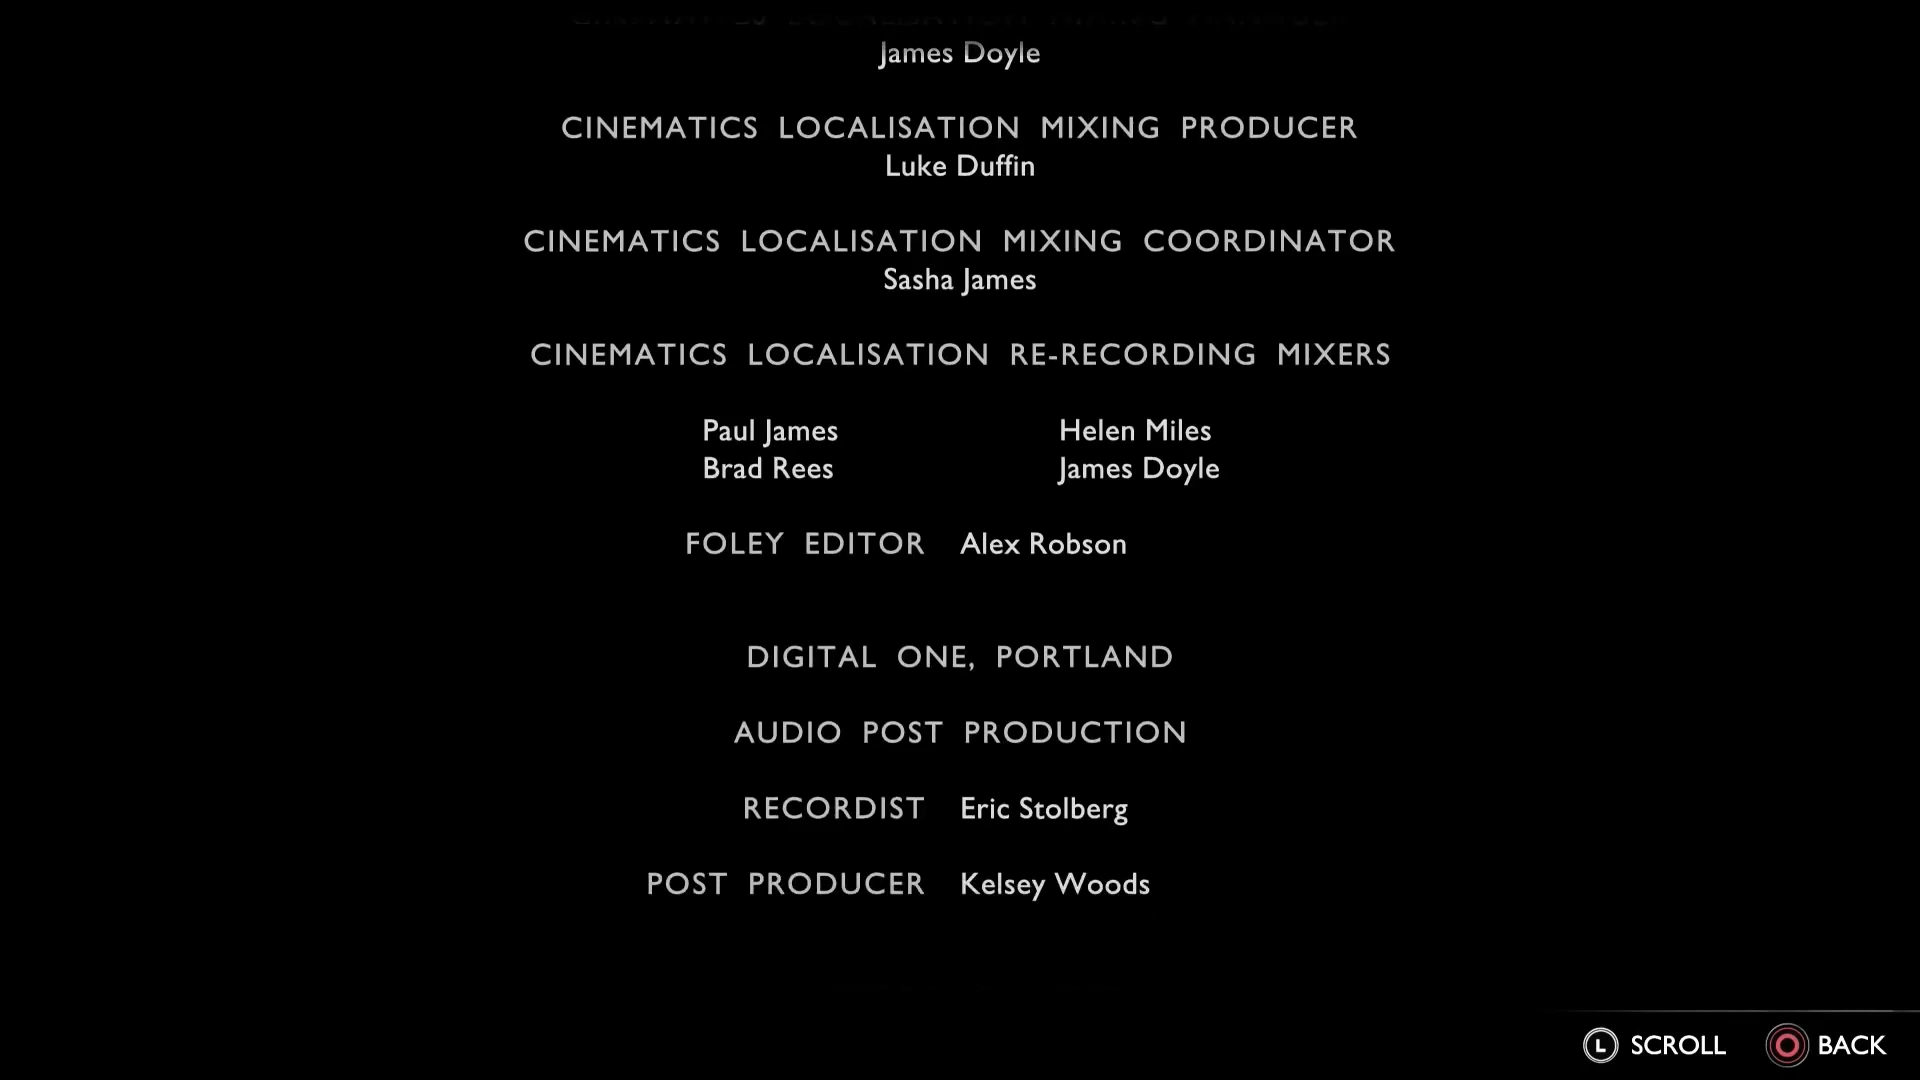 James Doyle
CINEMATICS LOCALISATION MIXING PRODUCER
Luke Duffin
CINEMATICS LOCALISATION MIXING COORDINATOR
Sasha James
CINEMATICS LOCALISATION RE-RECORDING MIXERS
Paul James Helen Miles
Brad Rees James Doyle
FOLEY EDITOR Alex Robson
DIGITAL ONE, PORTLAND
AUDIO POST PRODUCTION
RECORDIST Eric Stolberg
POST PRODUCER Kelsey Woods
L SCROLL BACK